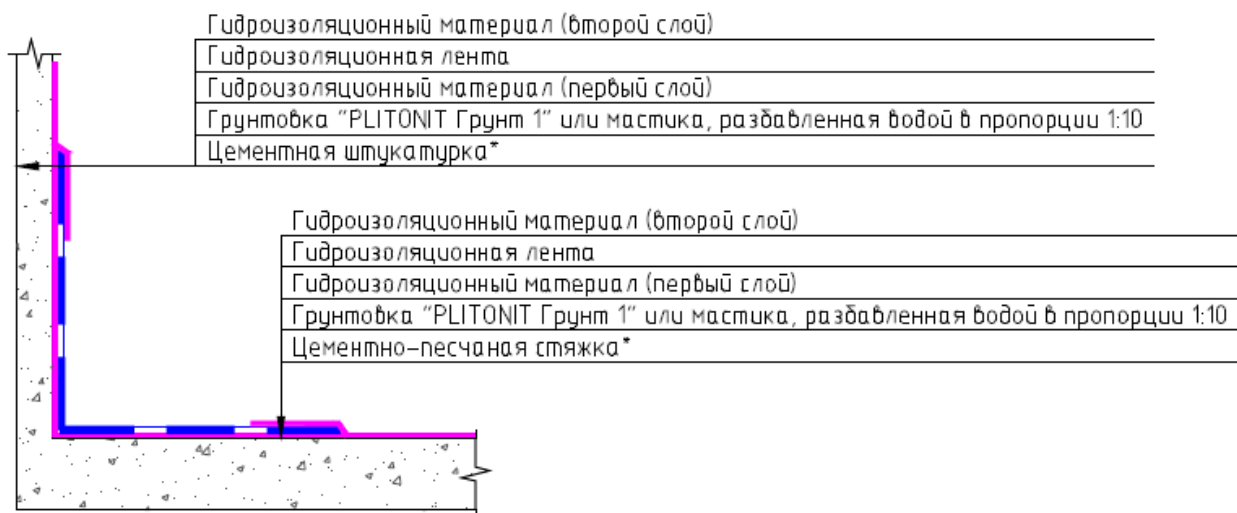 Гидроизоляционный материал (второй слой)
Гидроизоляционная лента
Гидроизоляционный материал (первый слой)
Грунтовка "PLITONIT Грунт 1" или мастика, разбавленная водой в пропорции 1:10
Цементная штукатурка*
Гидроизоляционный материал (второй слой)
Гидроизоляционная лента
Гидроизоляционный материал (первый слой)
Грунтовка "PLITONIT Грунт 1" или мастика, разбавленная водой в пропорции 1:10
Цементно-песчаная стяжка*